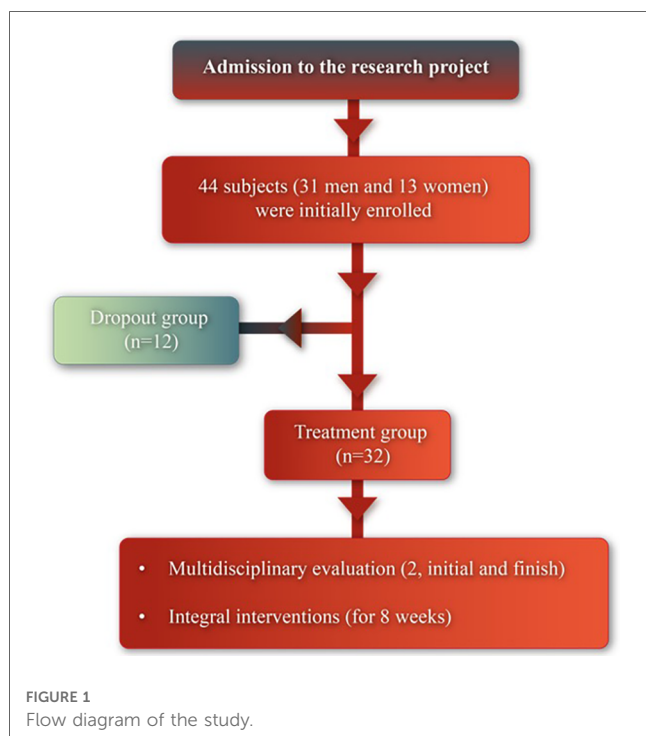 Admission to the research project
44 subjects (31 men and 13 women)
were initially enrolled
Dropout group
(n=12)
Treatment group
(n=32)
• Multidisciplinary evaluation (2, initial and finish)
• Integral interventions (for 8 weeks)
FIGURE 1
Flow diagram of the study.